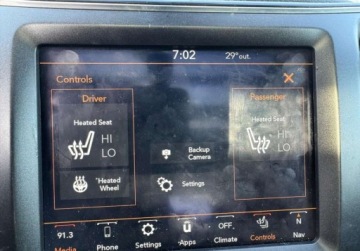 7:02
29°out.
Controls
Driver
Passenger
Heated Seat
HI
LO
Heated Seat
HI
LO
Backup
Camera
Heated
Wheel
Settings
91.3
OFF
N
Media
Phone
Settings
Apps
Climate
Controls
Nav